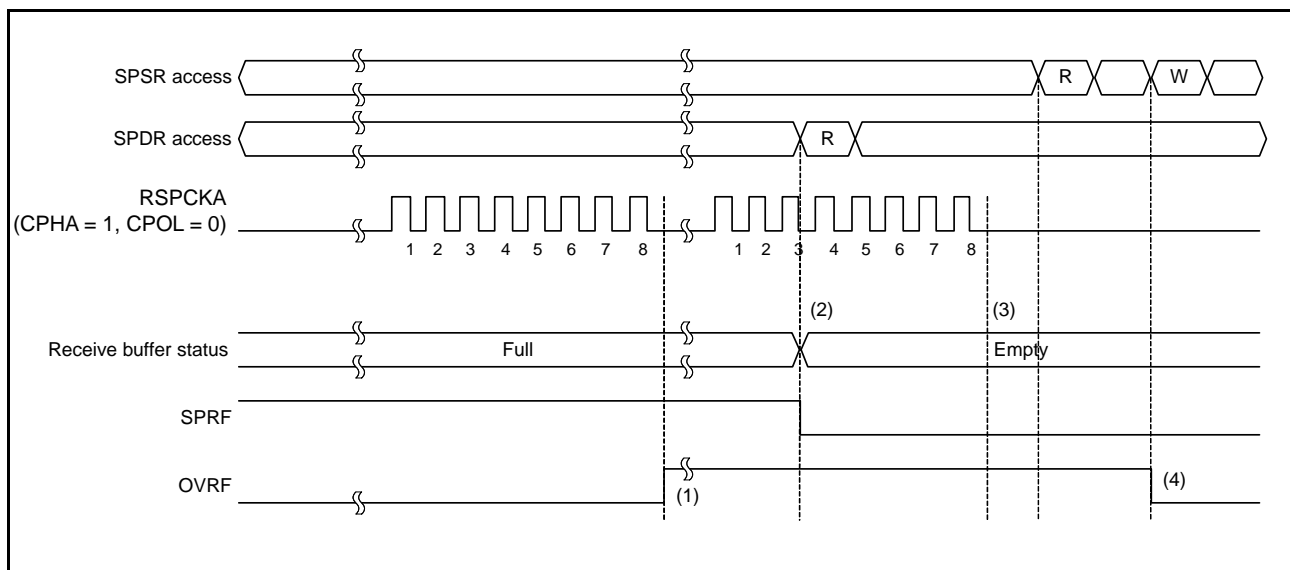 SPSR access
R
W
SPDR access
R
RSPCKA
(CPHA = 1, CPOL = 0)
1 2 3 4 5 6 7 8 1 2 3 4 5 6 7 8
(2) (3)
Receive buffer status Full Empty
SPRF
OVRF
(1) (4)